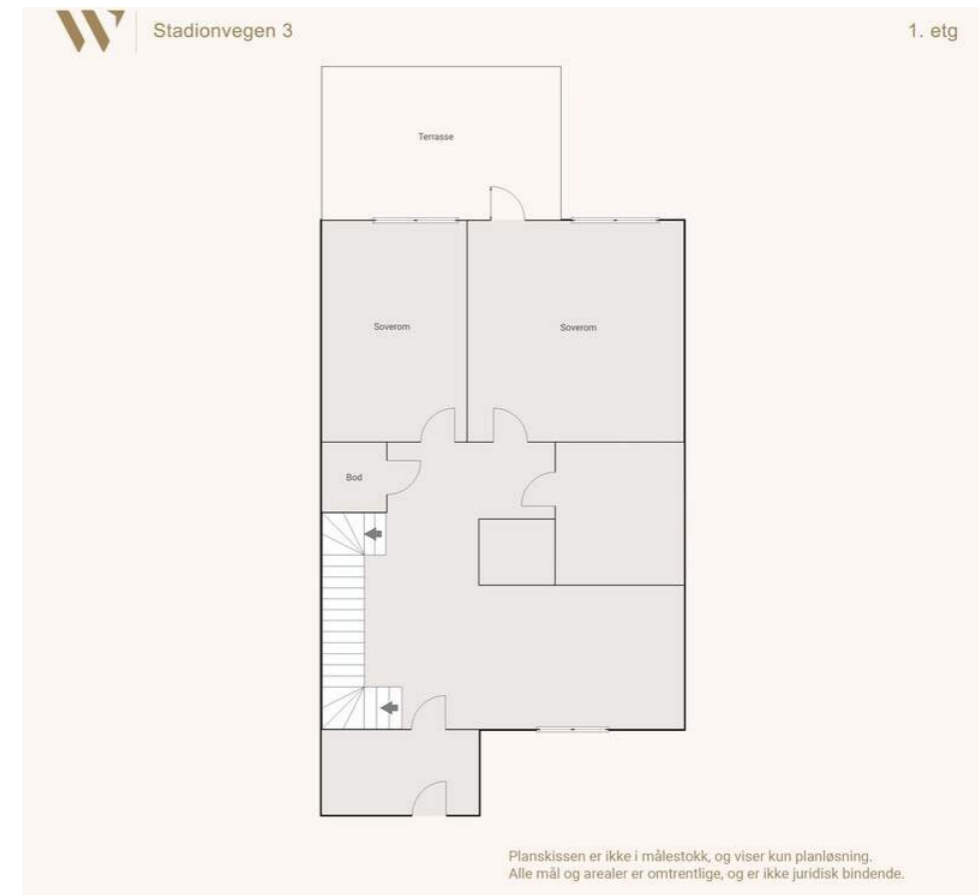 Stadionvegen 3
1. etg
Terrasse
Soverom
Soverom
Bod
Planskissen er ikke i målestokk, og viser kun planløsning.
Alle mål og arealer er omtrentlige, og er ikke juridisk bindende.